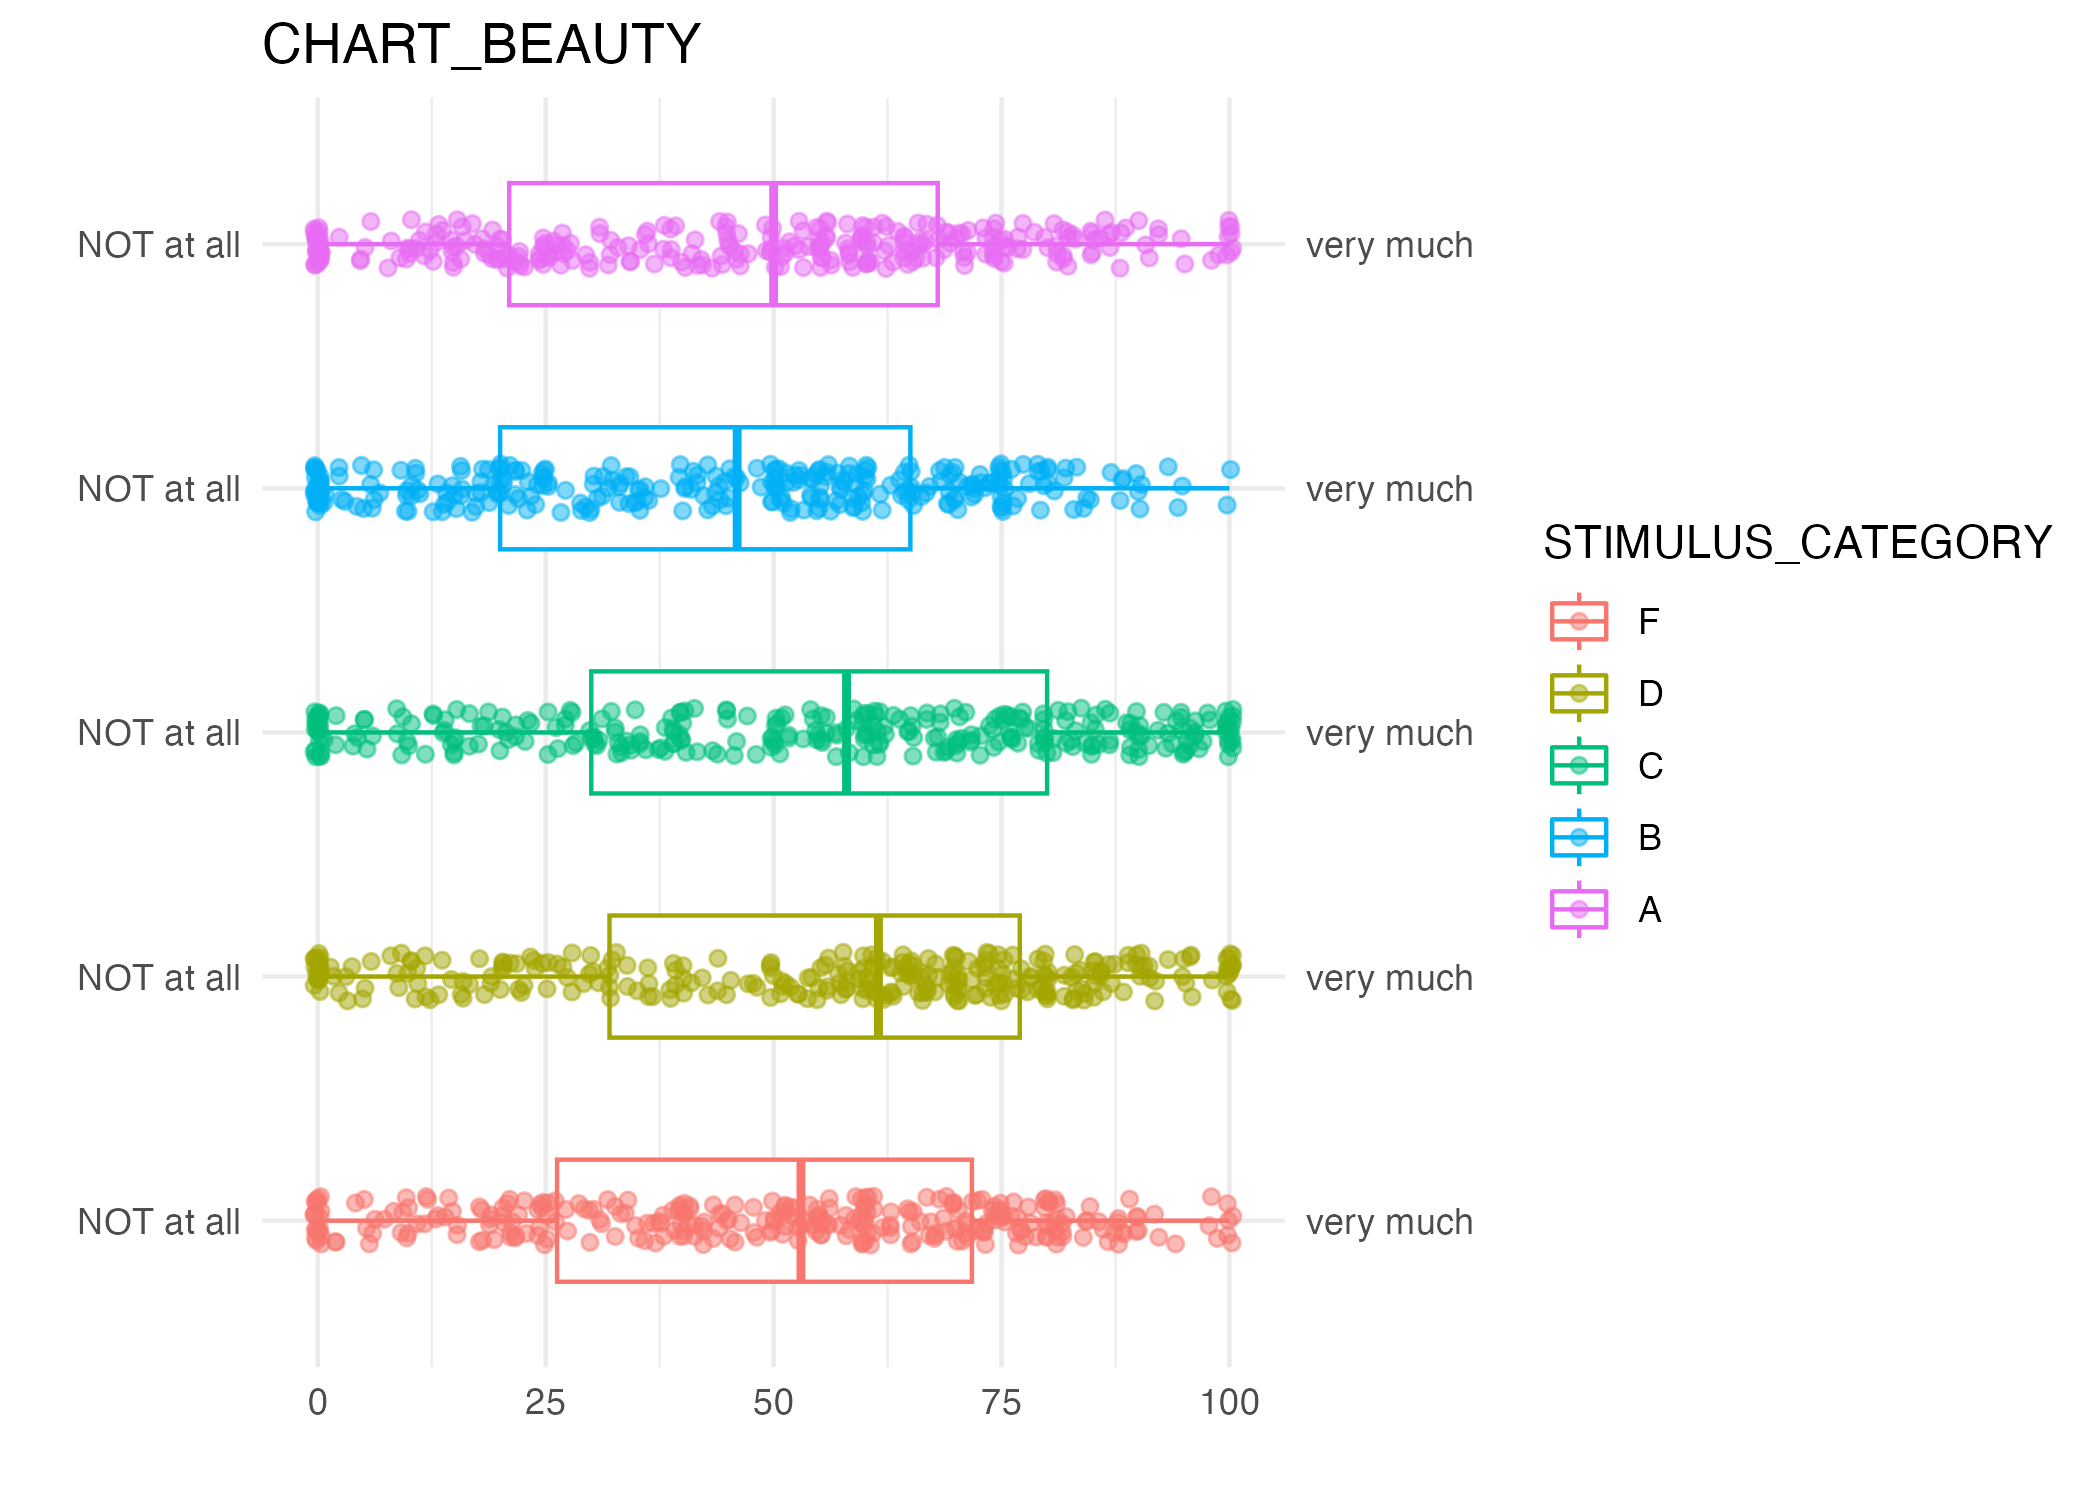 CHART_BEAUTY
NOT at all
very much
NOT at all
very much
NOT at all
very much
NOT at all
very much
NOT at all
very much
0 25 50 75 100
STIMULUS_CATEGORY
F
D
C
B
A